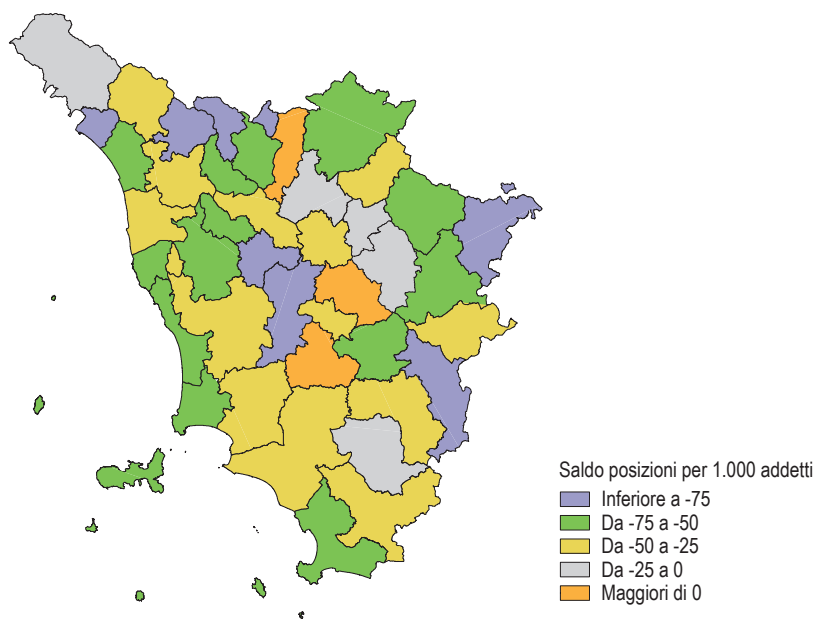 Saldo posizioni per 1.000 addetti
Inferiore a -75
Da -75 a -50
Da -50 a -25
Da -25 a 0
Maggiori di 0